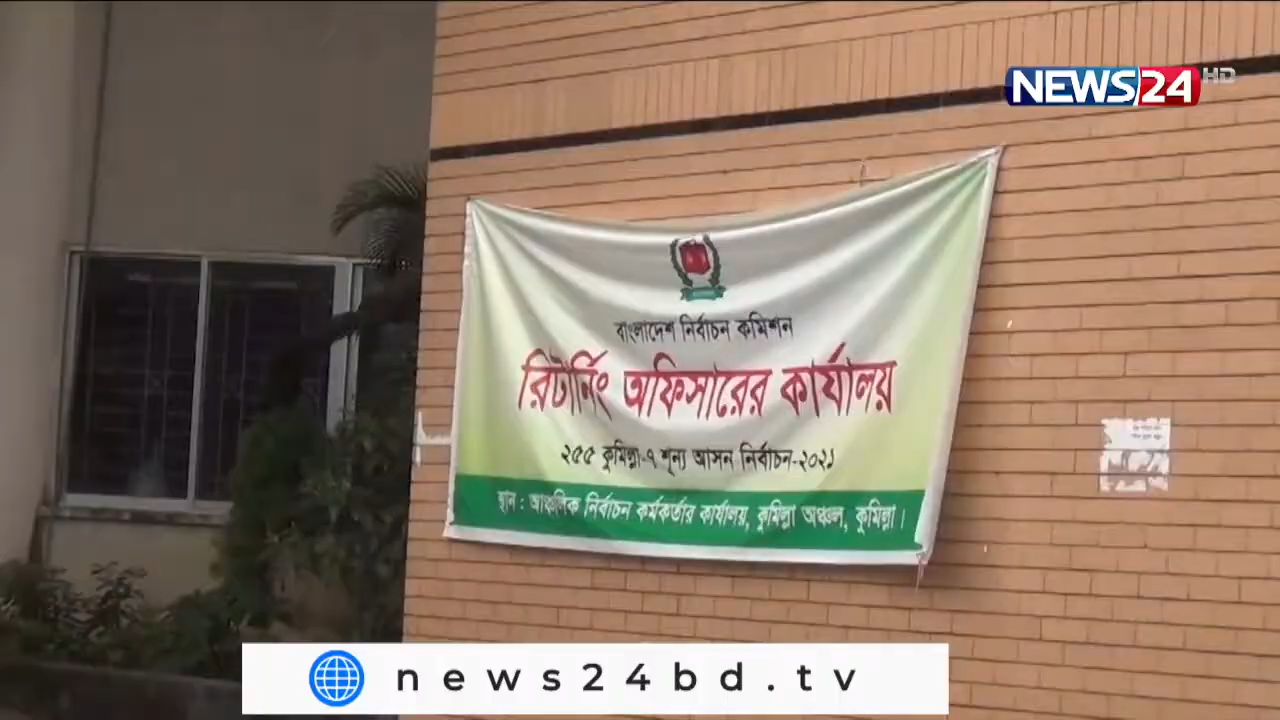 NEWS24 HD
বাংলাদেশ নির্বাচন কমিশন
রিটার্নিং অফিসারের কার্যালয়
২৫৫ কুমিল্লা-৭ শূন্য আসন নির্বাচন-২০২১
স্থান : আঞ্চলিক নির্বাচন কর্মকর্তার কার্যালয়, কুমিল্লা অঞ্চল, কুমিল্লা।
news24bd.tv